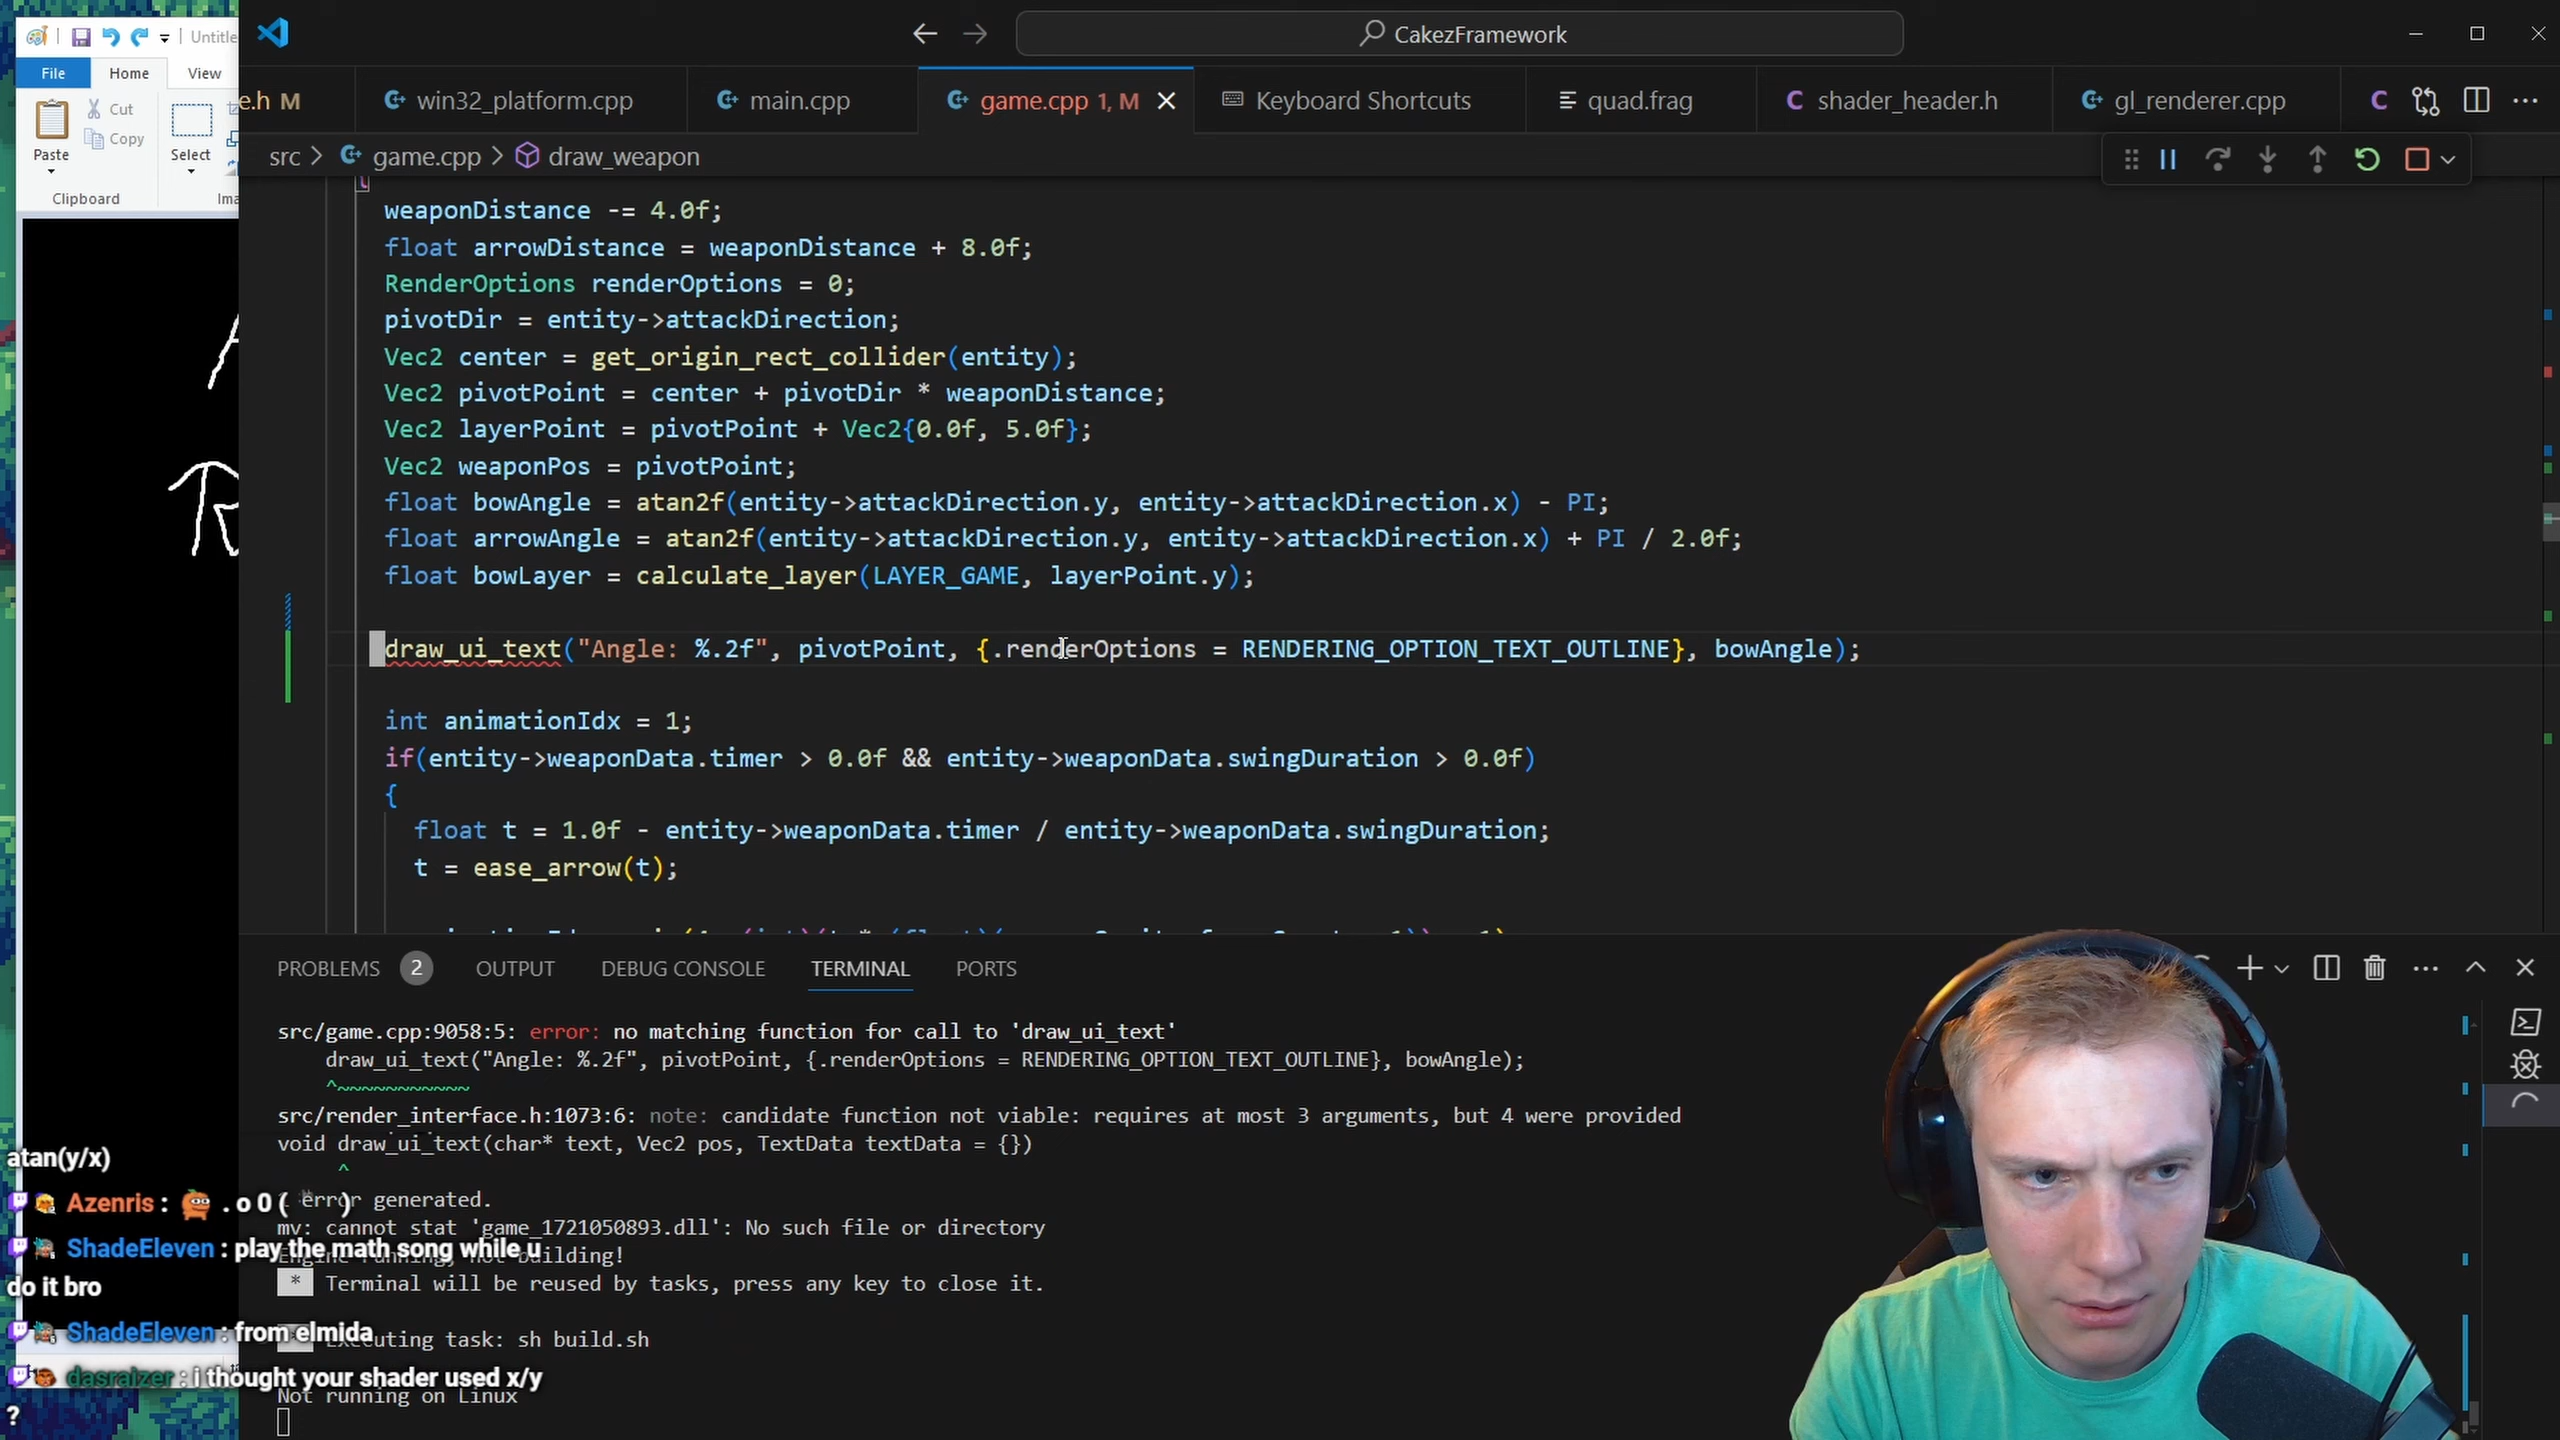 Untitle
CakezFramework
File
Home
View
e.h M
win32_platform.cpp
main.cpp
game.cpp 1, M
Keyboard Shortcuts
quad.frag
shader_header.h
gl_renderer.cpp
Paste
Cut
Copy
Select
Clipboard
Ima
src > game.cpp > draw_weapon
{
weaponDistance -= 4.0f;
float arrowDistance = weaponDistance + 8.0f;
RenderOptions renderOptions = 0;
pivotDir = entity->attackDirection;
Vec2 center = get_origin_rect_collider(entity);
Vec2 pivotPoint = center + pivotDir * weaponDistance;
Vec2 layerPoint = pivotPoint + Vec2{0.0f, 5.0f};
Vec2 weaponPos = pivotPoint;
float bowAngle = atan2f(entity->attackDirection.y, entity->attackDirection.x) - PI;
float arrowAngle = atan2f(entity->attackDirection.y, entity->attackDirection.x) + PI / 2.0f;
float bowLayer = calculate_layer(LAYER_GAME, layerPoint.y);
draw_ui_text("Angle: %.2f", pivotPoint, {.renderOptions = RENDERING_OPTION_TEXT_OUTLINE}, bowAngle);
int animationIdx = 1;
if(entity->weaponData.timer > 0.0f && entity->weaponData.swingDuration > 0.0f)
{
float t = 1.0f - entity->weaponData.timer / entity->weaponData.swingDuration;
t = ease_arrow(t);
PROBLEMS 2
OUTPUT
DEBUG CONSOLE
TERMINAL
PORTS
src/game.cpp:9058:5: error: no matching function for call to 'draw_ui_text'
draw_ui_text("Angle: %.2f", pivotPoint, {.renderOptions = RENDERING_OPTION_TEXT_OUTLINE}, bowAngle);
^~~~~~~~~~~~
src/render_interface.h:1073:6: note: candidate function not viable: requires at most 3 arguments, but 4 were provided
void draw_ui_text(char* text, Vec2 pos, TextData textData = {})
^
error generated.
mv: cannot stat 'game_1721050893.dll': No such file or directory
Engine running, not building!
* Terminal will be reused by tasks, press any key to close it.
Executing task: sh build.sh
Not running on Linux
atan(y/x)
Azenris : . o 0 ( )
ShadeEleven : play the math song while u
do it bro
ShadeEleven : from elmida
dasraizer : i thought your shader used x/y
?